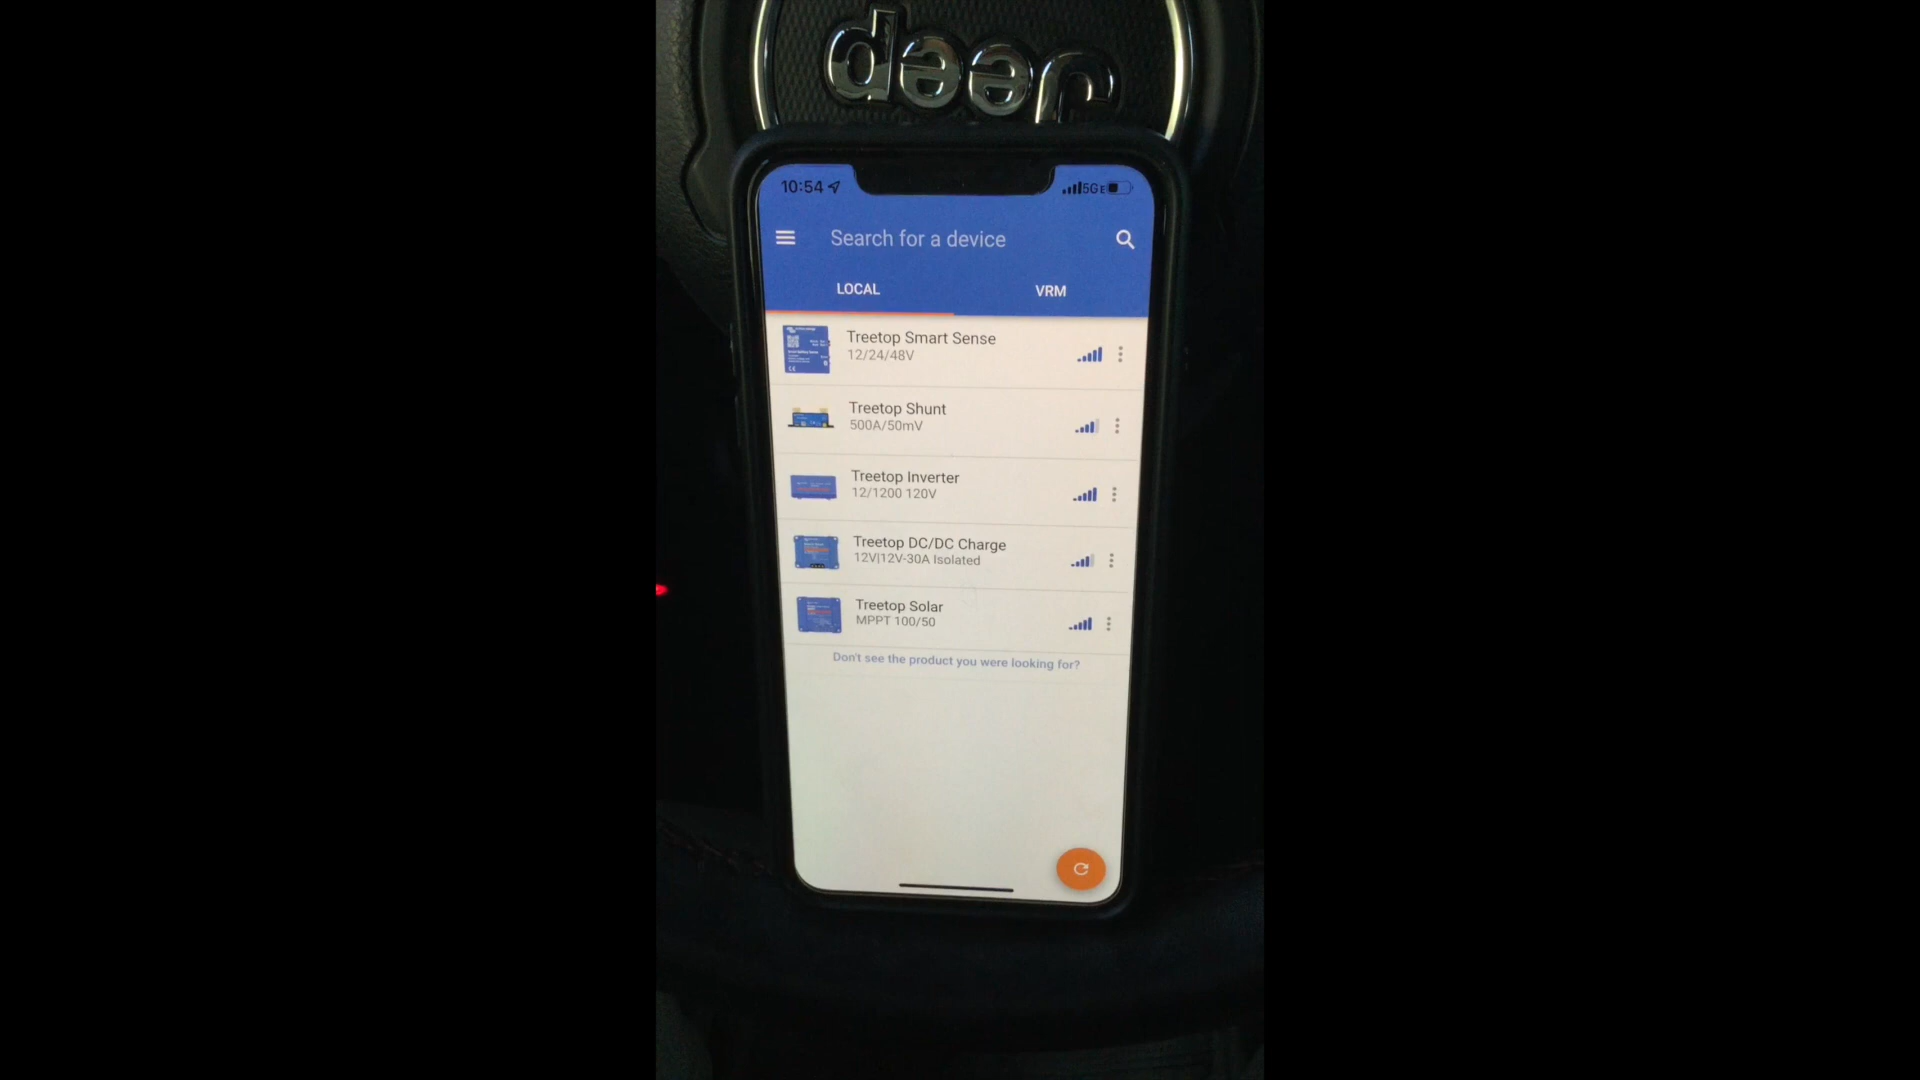 Jeep
10:54
5GE
Search for a device
LOCAL
VRM
Treetop Smart Sense
12/24/48V
Treetop Shunt
500A/50mV
Treetop Inverter
12/1200 120V
Treetop DC/DC Charge
12V|12V-30A Isolated
Treetop Solar
MPPT 100/50
Don't see the product you were looking for?